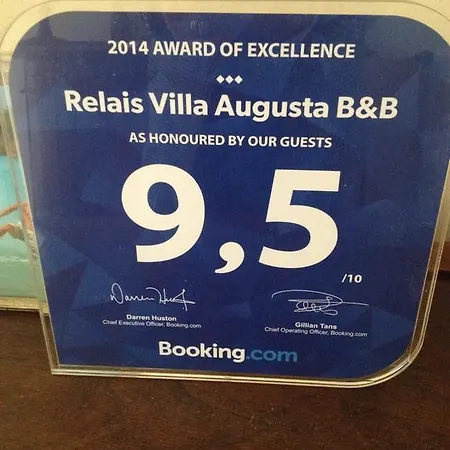 2014 AWARD OF EXCELLENCE
Relais Villa Augusta B&B
AS HONOURED BY OUR GUESTS
9,5
/10
Darren Huston
Chief Executive Officer, Booking.com
Gillian Tans
Chief Operating Officer, Booking.com
Booking.com